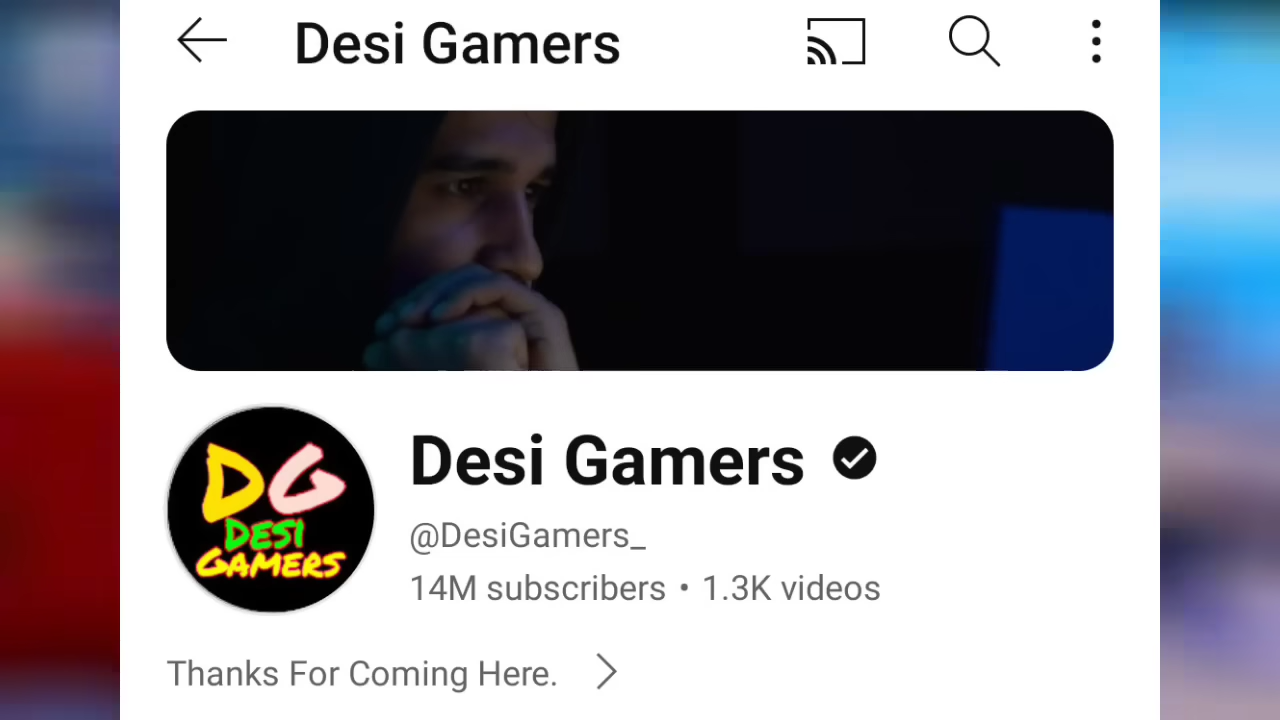 Desi Gamers
DG
DESI
GAMERS
Desi Gamers
@DesiGamers_
14M subscribers • 1.3K videos
Thanks For Coming Here.